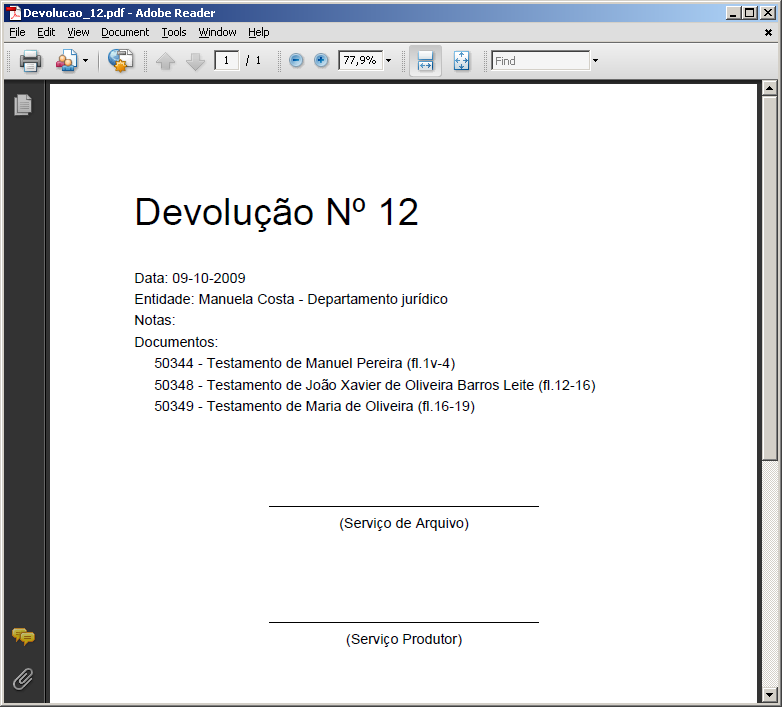 Devolucao_12.pdf - Adobe Reader
File Edit View Document Tools Window Help
1 / 1 77,9% Find
Devolução Nº 12
Data: 09-10-2009
Entidade: Manuela Costa - Departamento jurídico
Notas:
Documentos:
50344 - Testamento de Manuel Pereira (fl.1v-4)
50348 - Testamento de João Xavier de Oliveira Barros Leite (fl.12-16)
50349 - Testamento de Maria de Oliveira (fl.16-19)
(Serviço de Arquivo)
(Serviço Produtor)